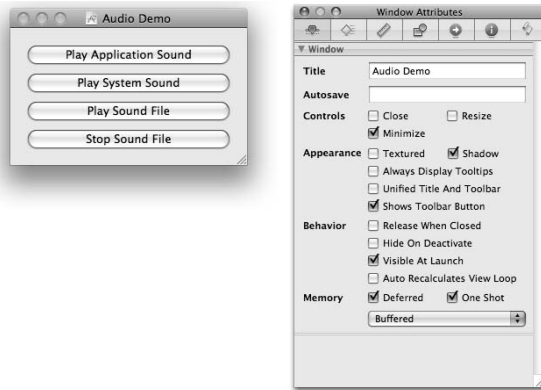 Audio Demo
Play Application Sound
Play System Sound
Play Sound File
Stop Sound File
Window Attributes
Window
Title Audio Demo
Autosave
Controls Close Resize
Minimize
Appearance Textured Shadow
Always Display Tooltips
Unified Title And Toolbar
Shows Toolbar Button
Behavior Release When Closed
Hide On Deactivate
Visible At Launch
Auto Recalculates View Loop
Memory Deferred One Shot
Buffered